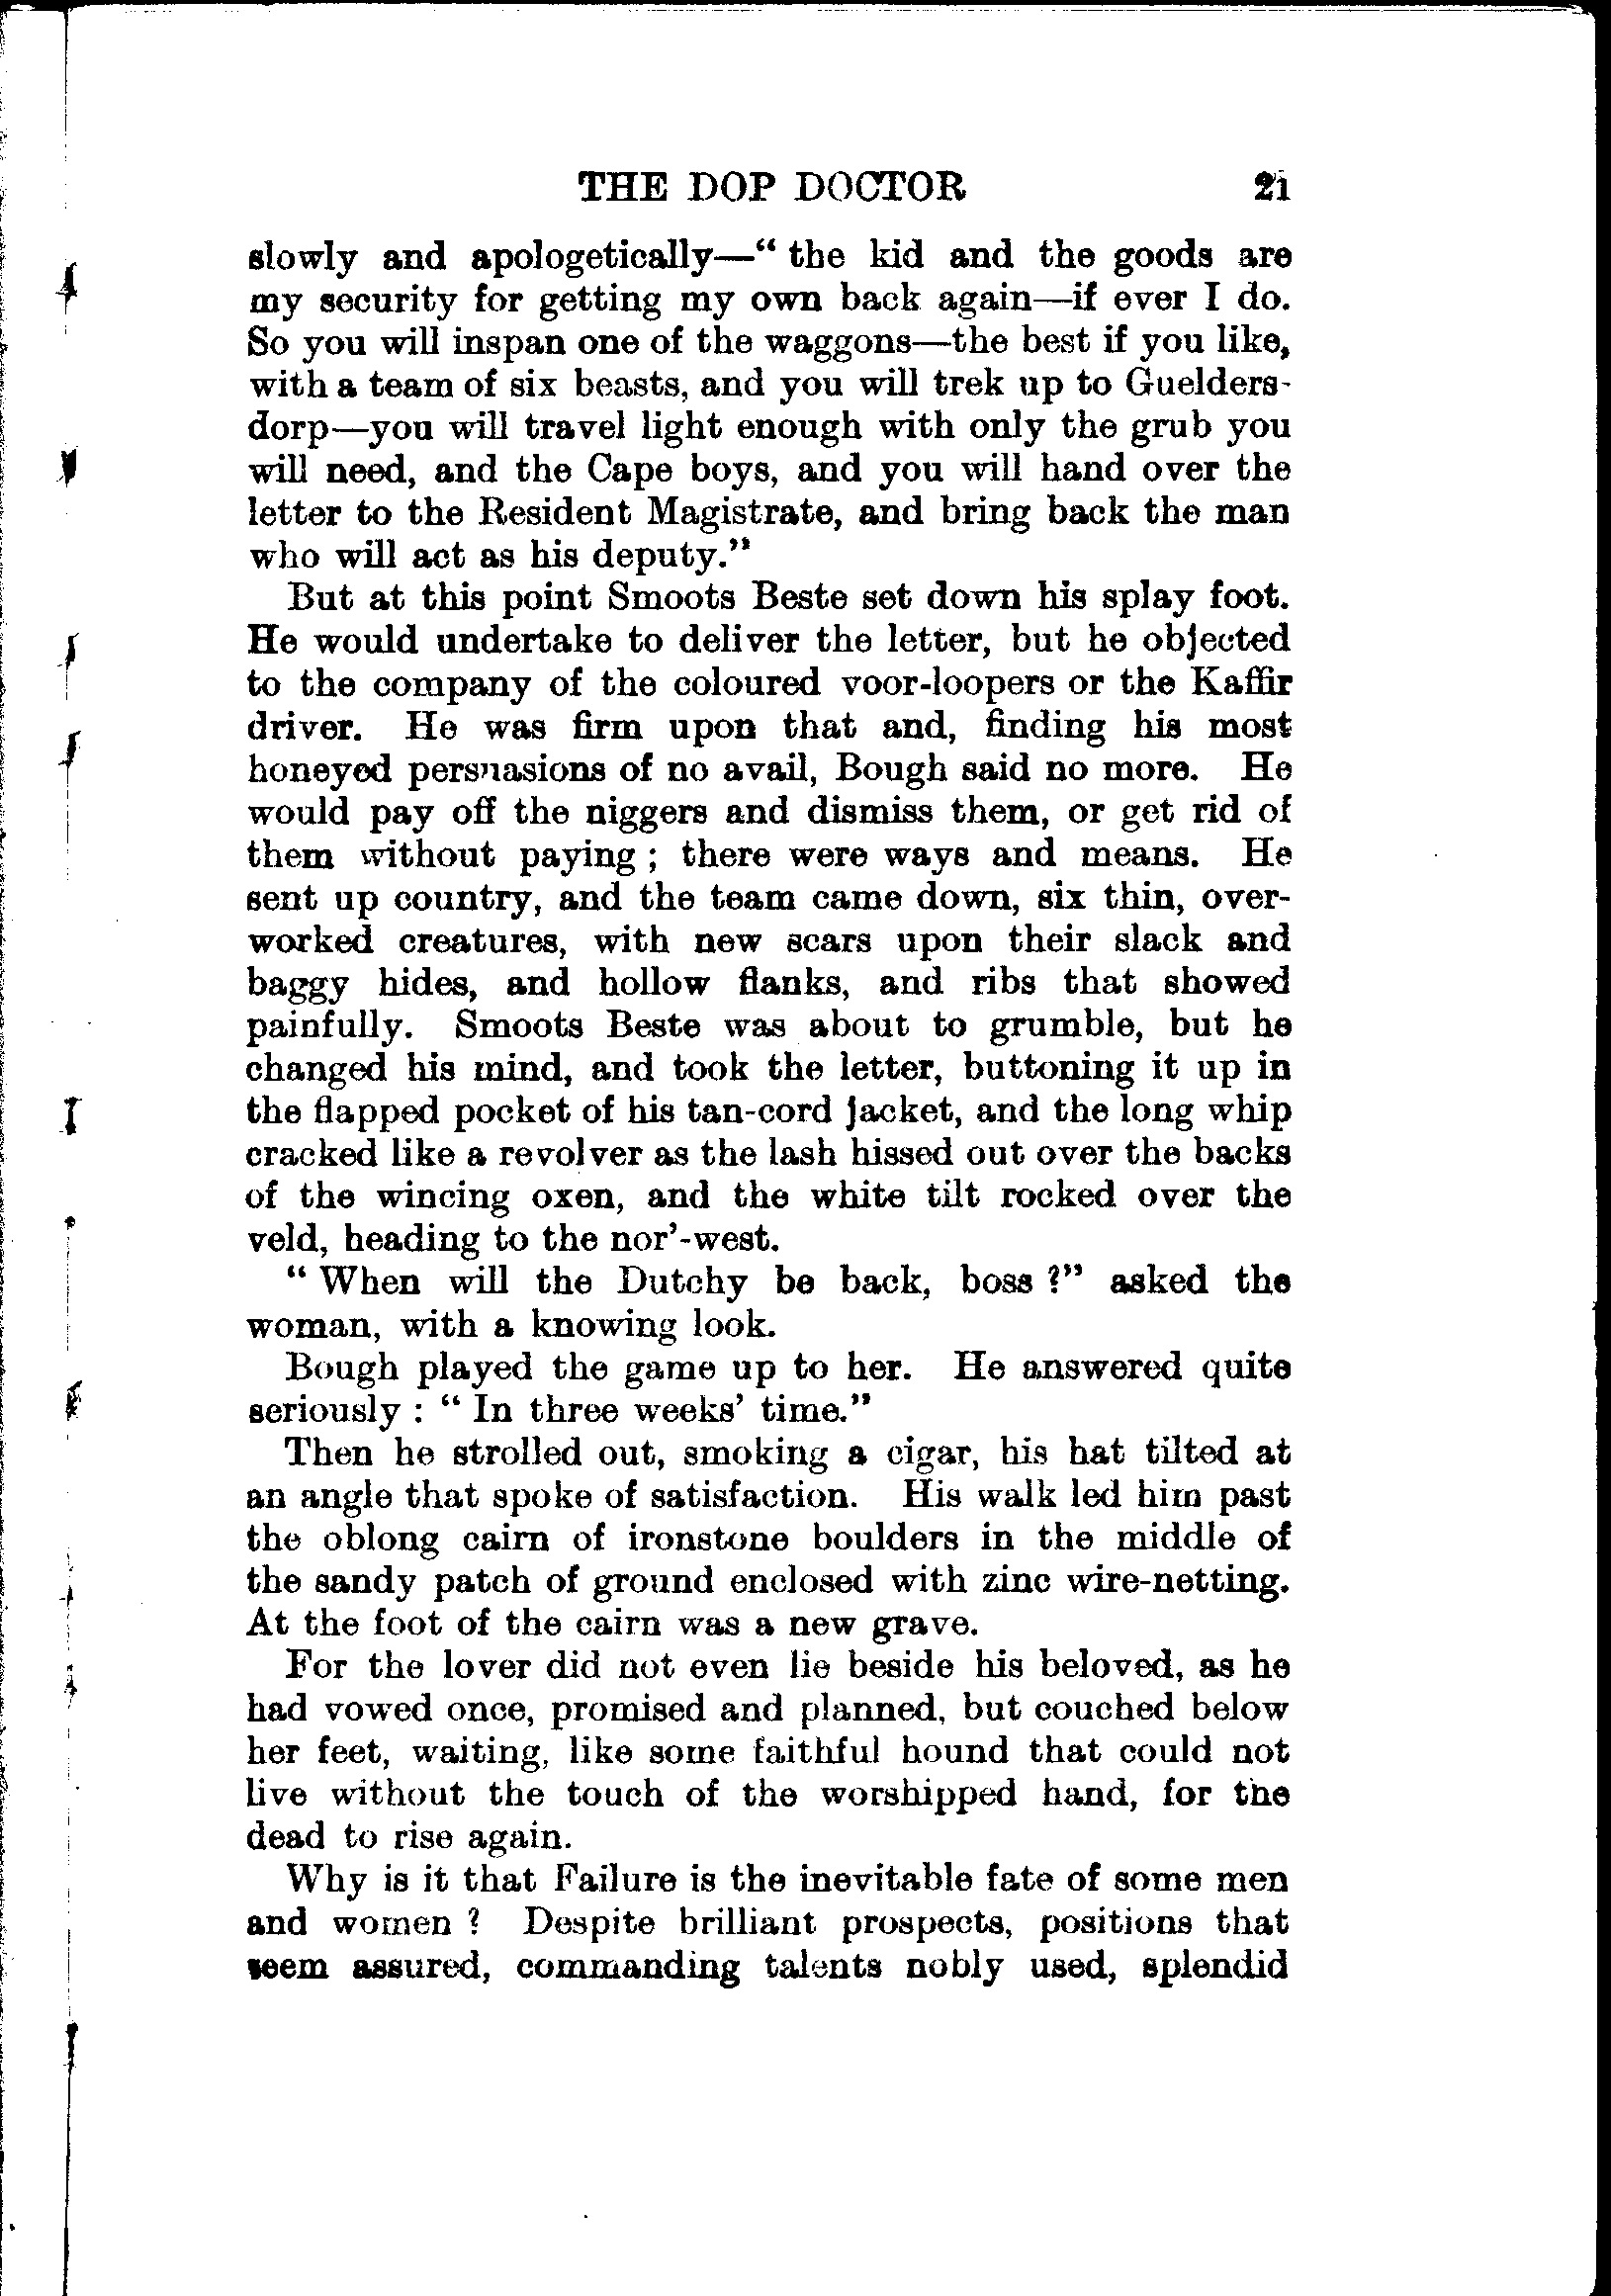 THE DOP DOCTOR 21
slowly and apologetically—“ the kid and the goods are
my security for getting my own back again—if ever I do.
So you will inspan one of the waggons—the best if you like,
with a team of six beasts, and you will trek up to Guelders-
dorp—you will travel light enough with only the grub you
will need, and the Cape boys, and you will hand over the
letter to the Resident Magistrate, and bring back the man
who will act as his deputy.”
But at this point Smoots Beste set down his splay foot.
He would undertake to deliver the letter, but he objected
to the company of the coloured voor-loopers or the Kaffir
driver. He was firm upon that and, finding his most
honeyed persuasions of no avail, Bough said no more. He
would pay off the niggers and dismiss them, or get rid of
them without paying ; there were ways and means. He
sent up country, and the team came down, six thin, over-
worked creatures, with new scars upon their slack and
baggy hides, and hollow flanks, and ribs that showed
painfully. Smoots Beste was about to grumble, but he
changed his mind, and took the letter, buttoning it up in
the flapped pocket of his tan-cord jacket, and the long whip
cracked like a revolver as the lash hissed out over the backs
of the wincing oxen, and the white tilt rocked over the
veld, heading to the nor’-west.
“ When will the Dutchy be back, boss ?” asked the
woman, with a knowing look.
Bough played the game up to her. He answered quite
seriously : “ In three weeks’ time.”
Then he strolled out, smoking a cigar, his hat tilted at
an angle that spoke of satisfaction. His walk led him past
the oblong cairn of ironstone boulders in the middle of
the sandy patch of ground enclosed with zinc wire-netting.
At the foot of the cairn was a new grave.
For the lover did not even lie beside his beloved, as he
had vowed once, promised and planned, but couched below
her feet, waiting, like some faithful hound that could not
live without the touch of the worshipped hand, for the
dead to rise again.
Why is it that Failure is the inevitable fate of some men
and women ? Despite brilliant prospects, positions that
seem assured, commanding talents nobly used, splendid